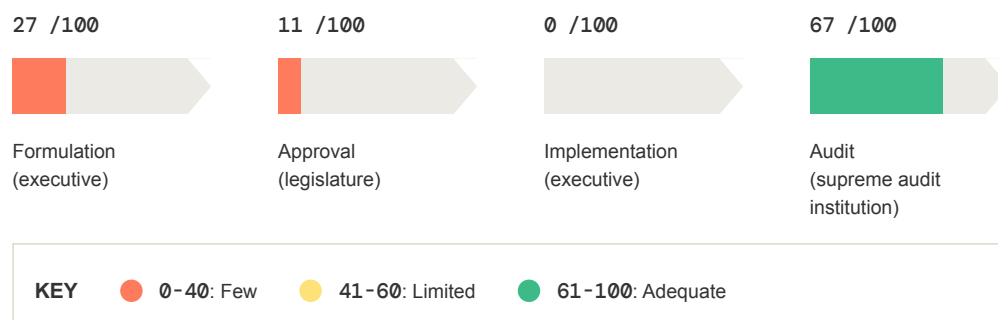 27 /100
11 /100
0 /100
67 /100
Formulation
(executive)
Approval
(legislature)
Implementation
(executive)
Audit
(supreme audit
institution)
KEY
0-40: Few
41-60: Limited
61-100: Adequate